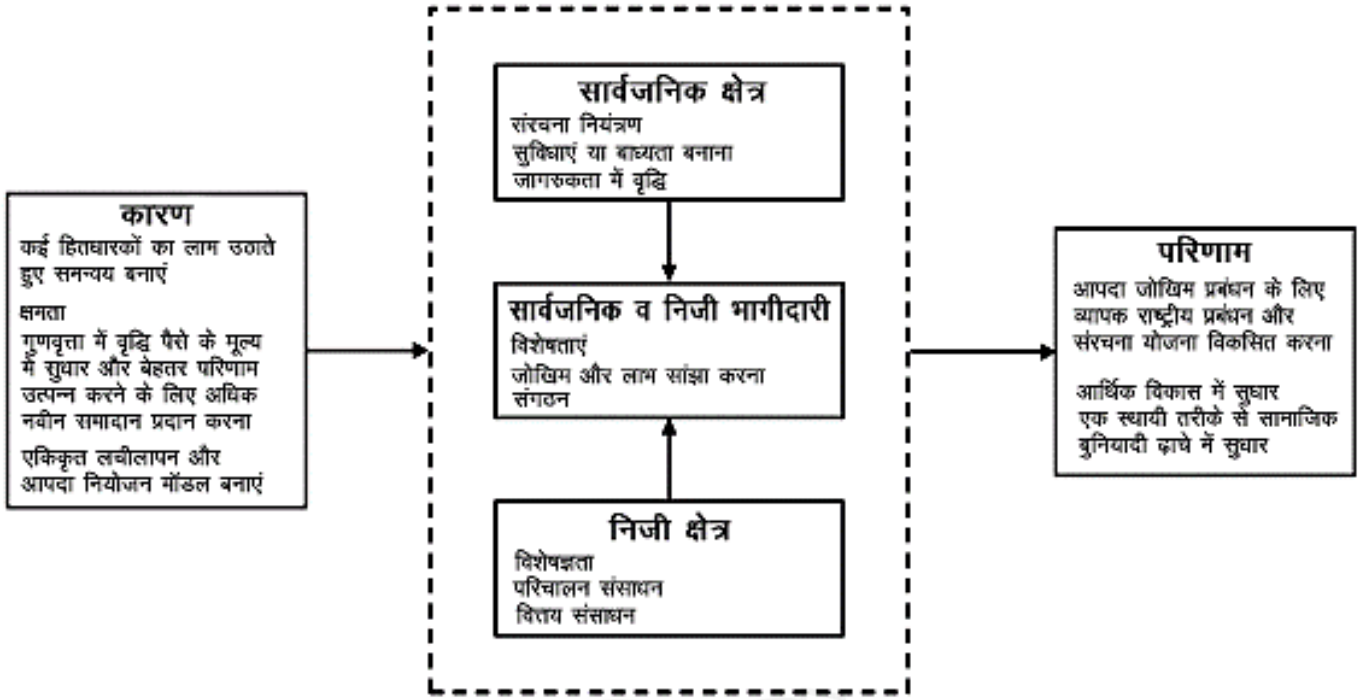 कारण
कई हितधारकों का लाभ उठाते
हुए समन्वय बनाएं
क्षमता
गुणवृत्ता में वृद्धि पैसे के मूल्य
में सुधार और बेहतर परिणाम
उत्पन्न करने के लिए अधिक
नवीन समादान प्रदान करना
एकिकृत लचीलापन और
आपदा नियोजन मॉडल बनाएं
सार्वजनिक क्षेत्र
संरचना नियंत्रण
सुविधाएं या बाध्यता बनाना
जागरुकता में वृद्धि
सार्वजनिक व निजी भागीदारी
विशेषताएं
जोखिम और लाभ सांझा करना
संगठन
निजी क्षेत्र
विशेषज्ञता
परिचालन संसाधन
वित्तय संसाधन
परिणाम
आपदा जोखिम प्रबंधन के लिए
व्यापक राष्ट्रीय प्रबंधन और
संरचना योजना विकसित करना
आर्थिक विकास में सुधार
एक स्थायी तरीके से सामाजिक
बुनियादी ढ़ाचे में सुधार